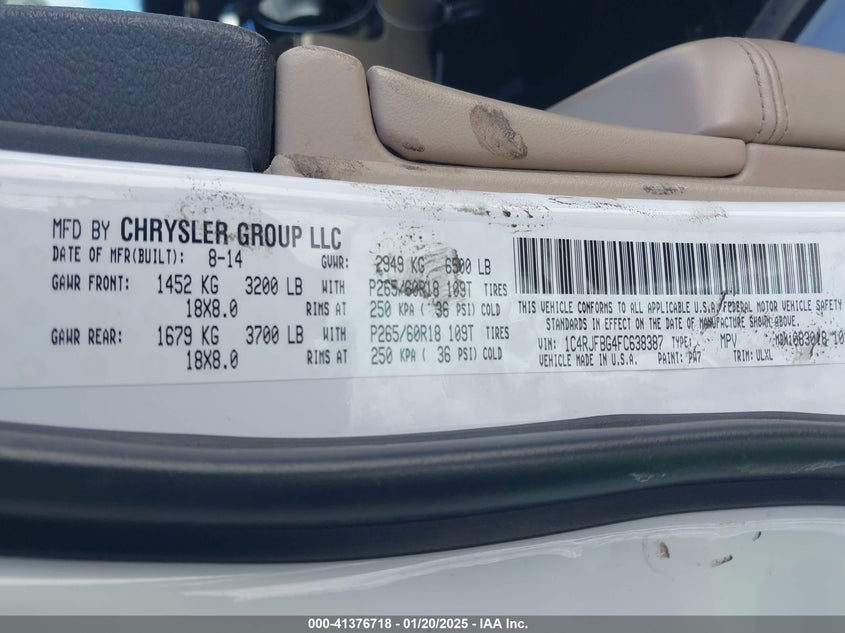 MFD BY CHRYSLER GROUP LLC
DATE OF MFR(BUILT): 8-14 GVWR: 2949 KG 6500 LB
GAWR FRONT: 1452 KG 3200 LB WITH P265/60R18 109T TIRES
18X8.0 RIMS AT 250 KPA ( 36 PSI) COLD
GAWR REAR: 1679 KG 3700 LB WITH P265/60R18 109T TIRES
18X8.0 RIMS AT 250 KPA ( 36 PSI) COLD
THIS VEHICLE CONFORMS TO ALL APPLICABLE U.S.A. FEDERAL MOTOR VEHICLE SAFETY
STANDARDS IN EFFECT ON THE DATE OF MANUFACTURE SHOWN ABOVE.
VIN: 1C4RJFBG4FC638387 TYPE: MPV
VEHICLE MADE IN U.S.A. PAINT: PW7 TRIM: ULXL
000-41376718 — 01/20/2025 — IAA Inc.